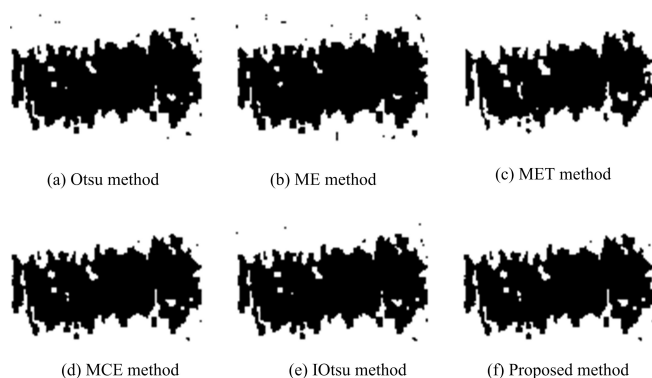 (a) Otsu method
(b) ME method
(c) MET method
(d) MCE method
(e) IOtsu method
(f) Proposed method